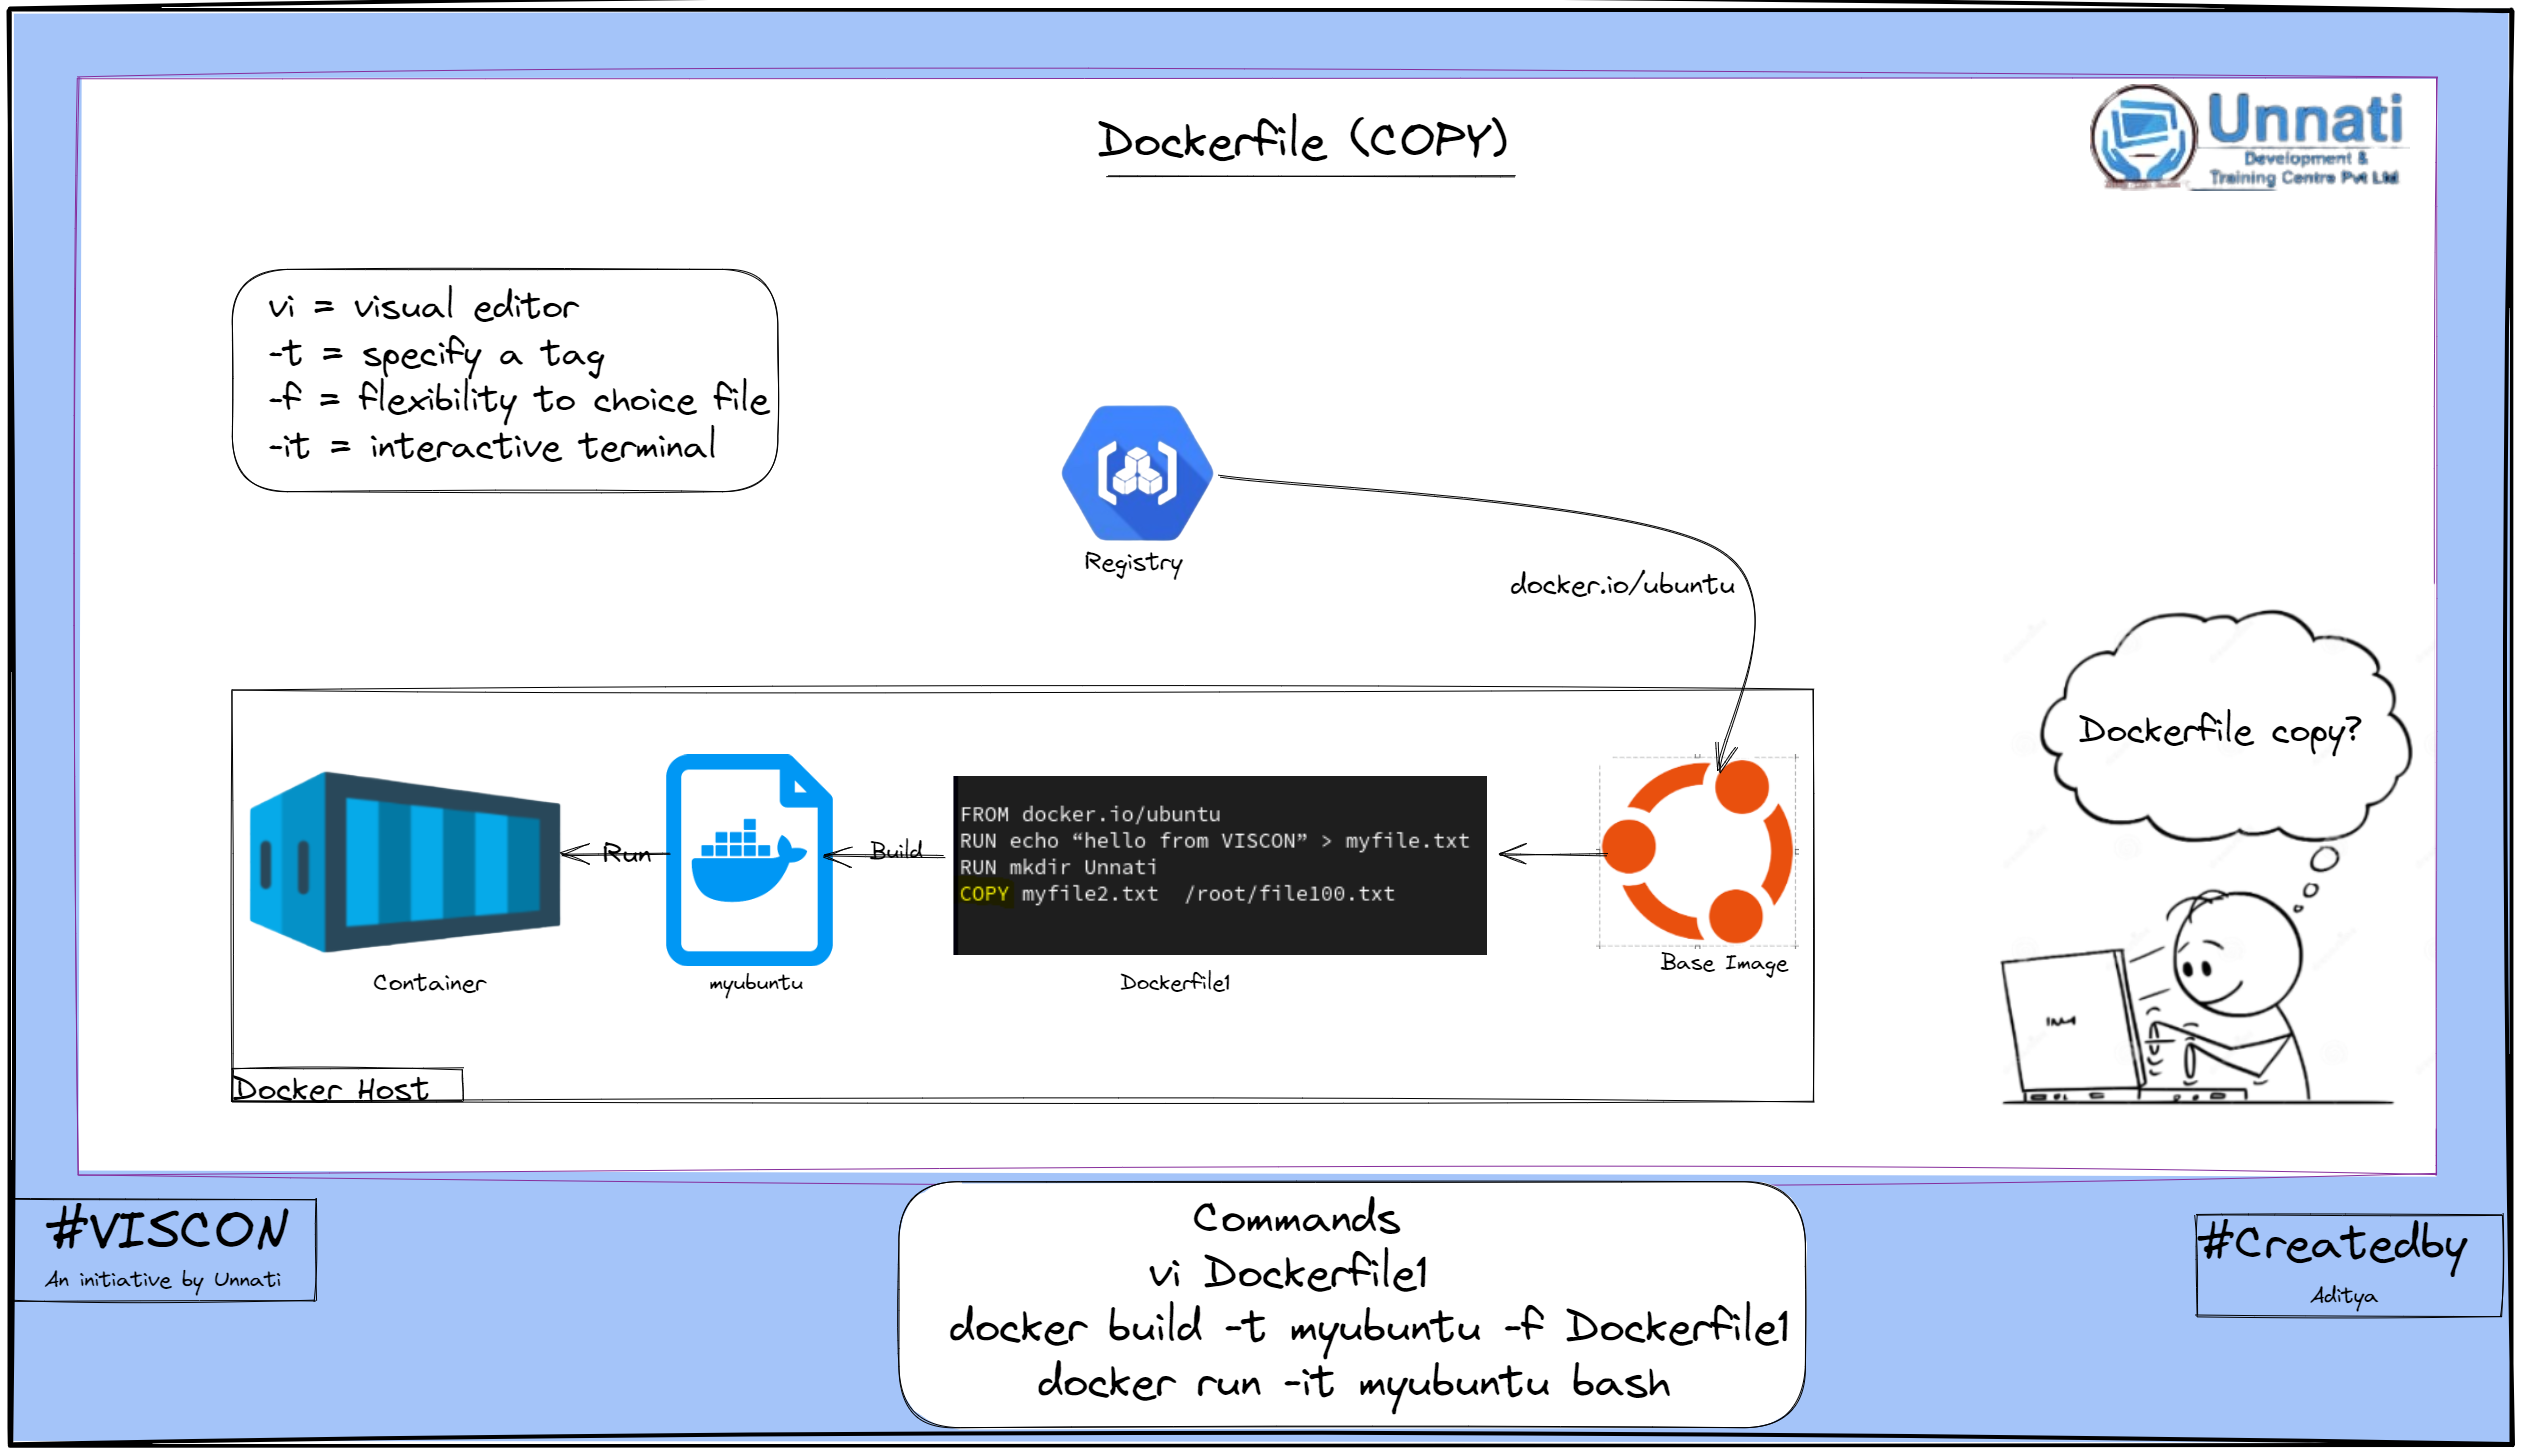 Dockerfile (COPY)
Unnati
Development &
Training Centre Pvt Ltd
vi = visual editor
-t = specify a tag
-f = flexibility to choice file
-it = interactive terminal
Registry
docker.io/ubuntu
Dockerfile copy?
FROM docker.io/ubuntu
RUN echo “hello from VISCON” > myfile.txt
RUN mkdir Unnati
COPY myfile2.txt /root/file100.txt
Run
Build
Container
myubuntu
Dockerfile1
Base Image
Docker Host
#VISCON
An initiative by Unnati
Commands
vi Dockerfile1
docker build -t myubuntu -f Dockerfile1
docker run -it myubuntu bash
#Createdby
Aditya